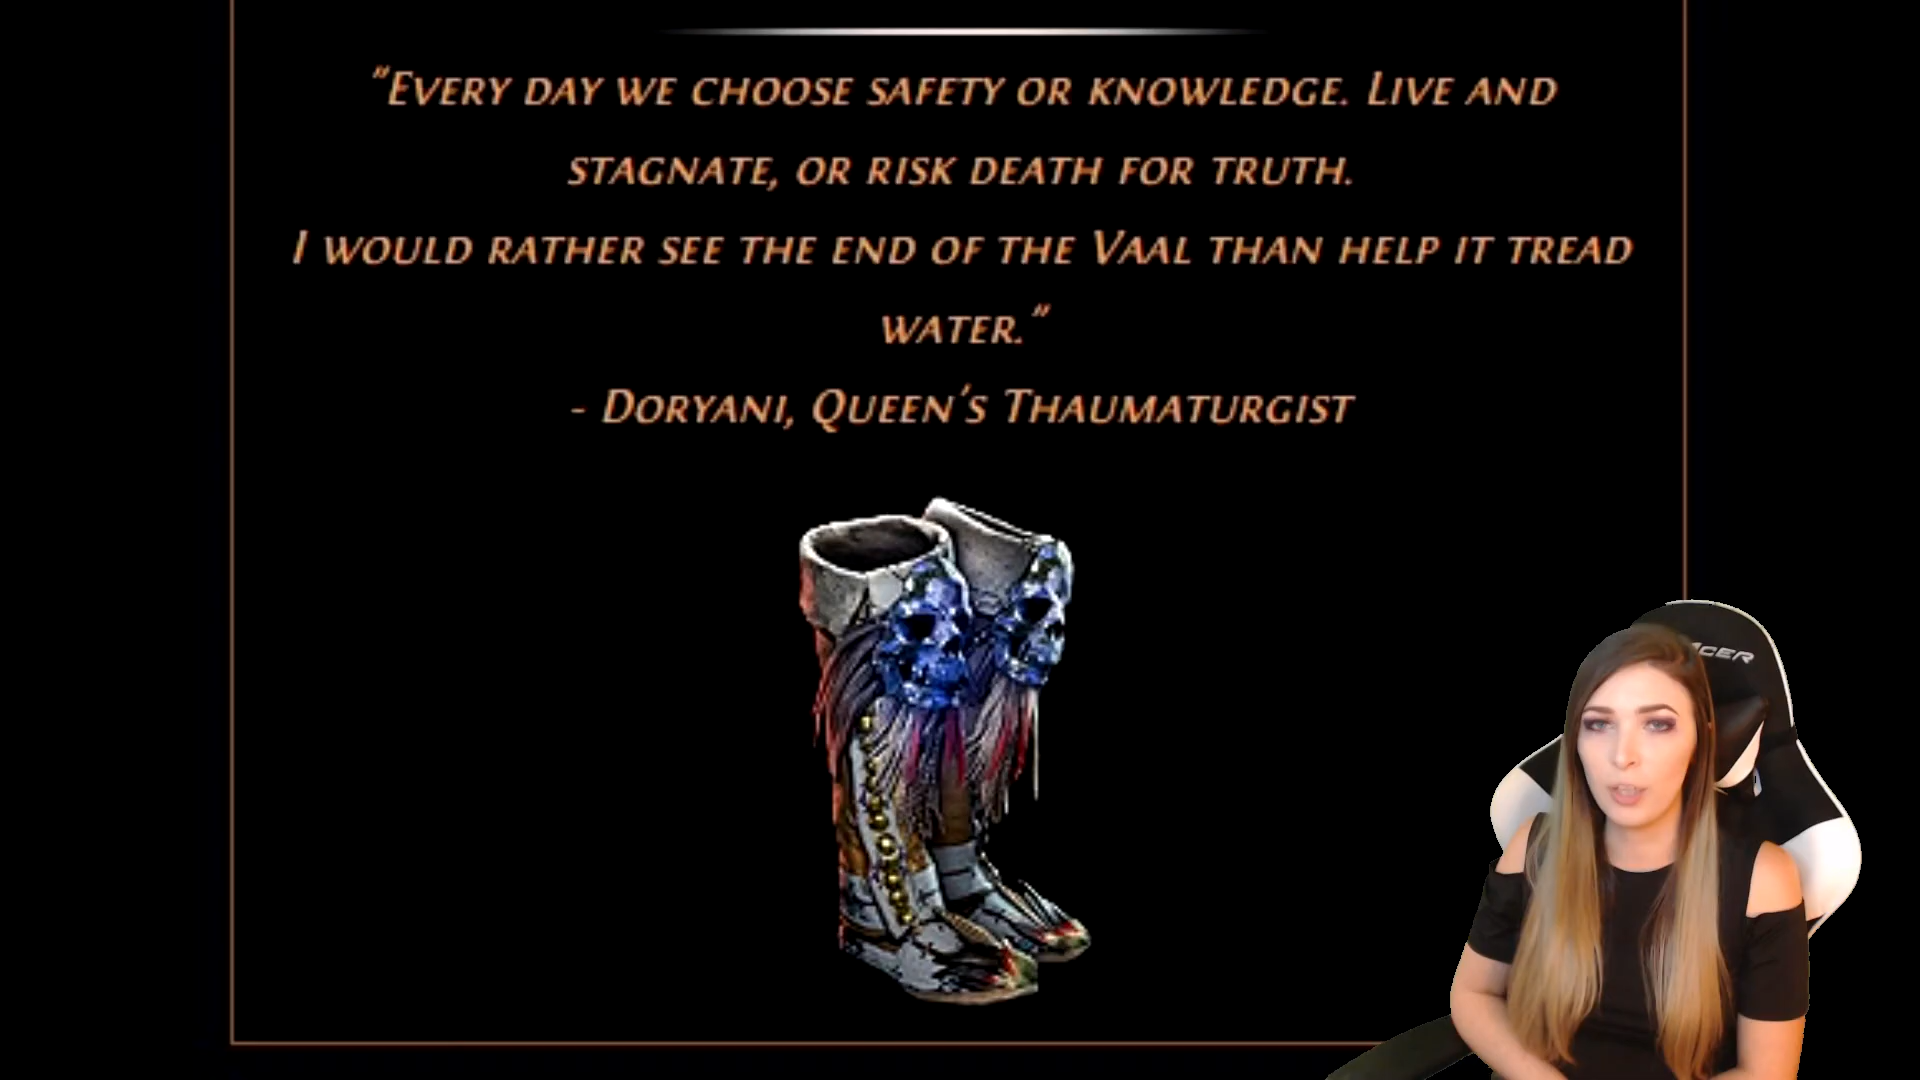 "Every day we choose safety or knowledge. Live and
stagnate, or risk death for truth.
I would rather see the end of the Vaal than help it tread
water."
- Doryani, Queen's Thaumaturgist